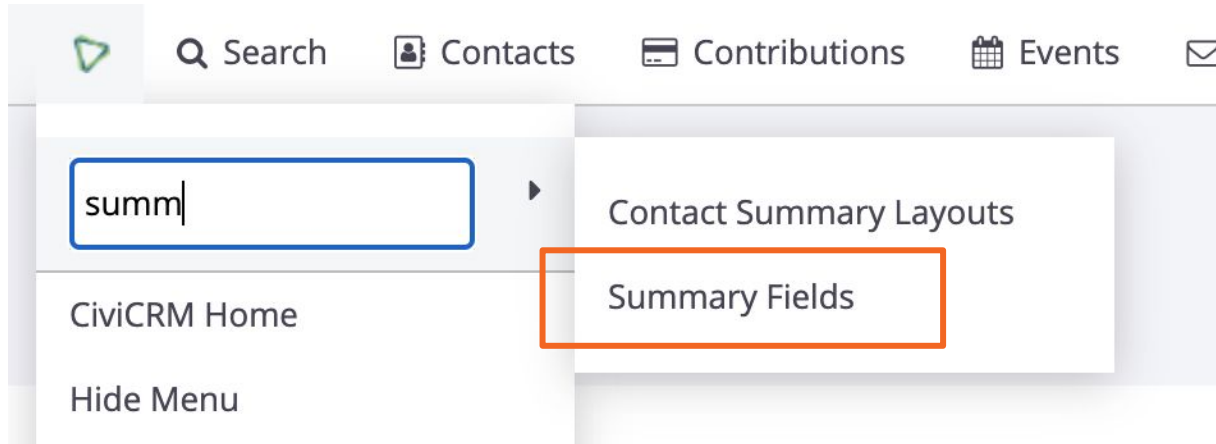 Search Contacts Contributions Events
summ
Contact Summary Layouts
Summary Fields
CiviCRM Home
Hide Menu